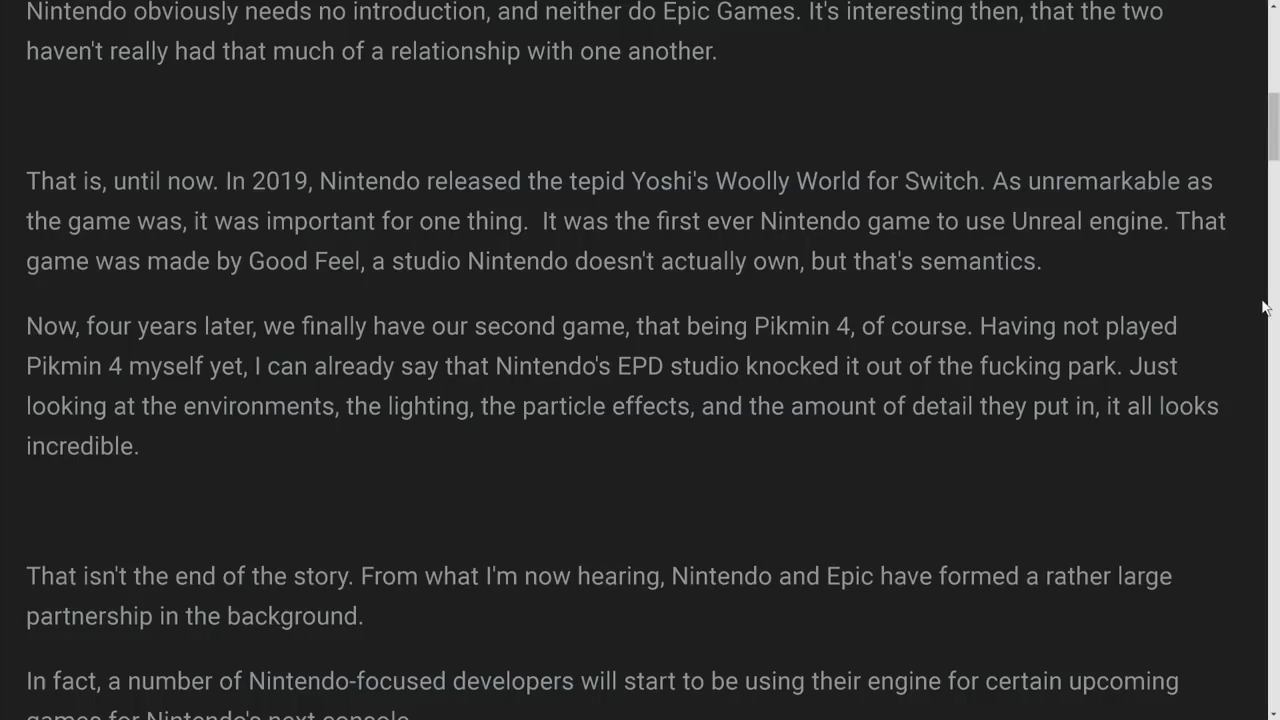 Nintendo obviously needs no introduction, and neither do Epic Games. It's interesting then, that the two
haven't really had that much of a relationship with one another.
That is, until now. In 2019, Nintendo released the tepid Yoshi's Woolly World for Switch. As unremarkable as
the game was, it was important for one thing.  It was the first ever Nintendo game to use Unreal engine. That
game was made by Good Feel, a studio Nintendo doesn't actually own, but that's semantics.
Now, four years later, we finally have our second game, that being Pikmin 4, of course. Having not played
Pikmin 4 myself yet, I can already say that Nintendo's EPD studio knocked it out of the fucking park. Just
looking at the environments, the lighting, the particle effects, and the amount of detail they put in, it all looks
incredible.
That isn't the end of the story. From what I'm now hearing, Nintendo and Epic have formed a rather large
partnership in the background.
In fact, a number of Nintendo-focused developers will start to be using their engine for certain upcoming
games for Nintendo's next console